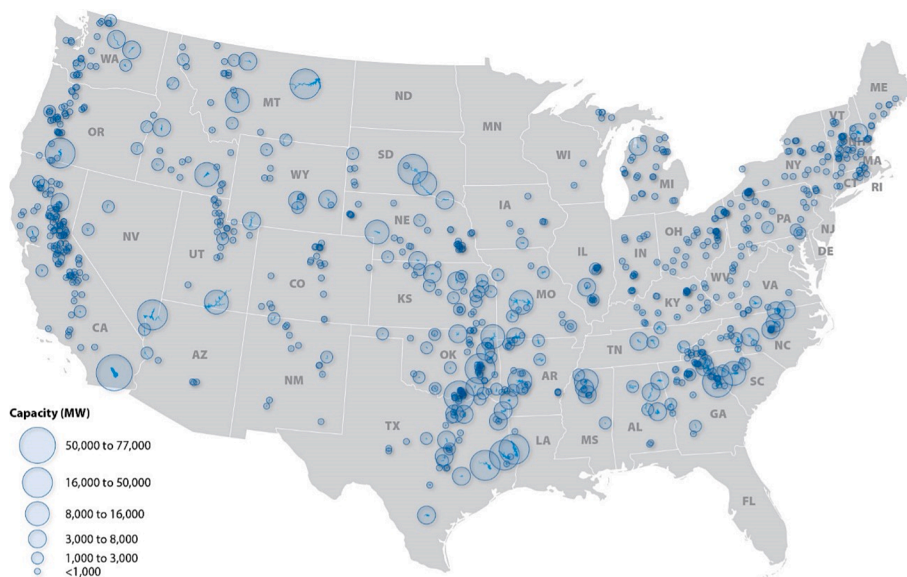 WA
MT
ND
MN
ME
VT
NH
OR
SD
WI
NY
MA
CT
RI
MI
WY
IA
NE
PA
NJ
OH
IL
IN
DE
NV
UT
WV
VA
CO
KS
MO
KY
CA
NC
TN
OK
AR
SC
AZ
NM
GA
MS
AL
TX
LA
FL
Capacity (MW)
50,000 to 77,000
16,000 to 50,000
8,000 to 16,000
3,000 to 8,000
1,000 to 3,000
<1,000